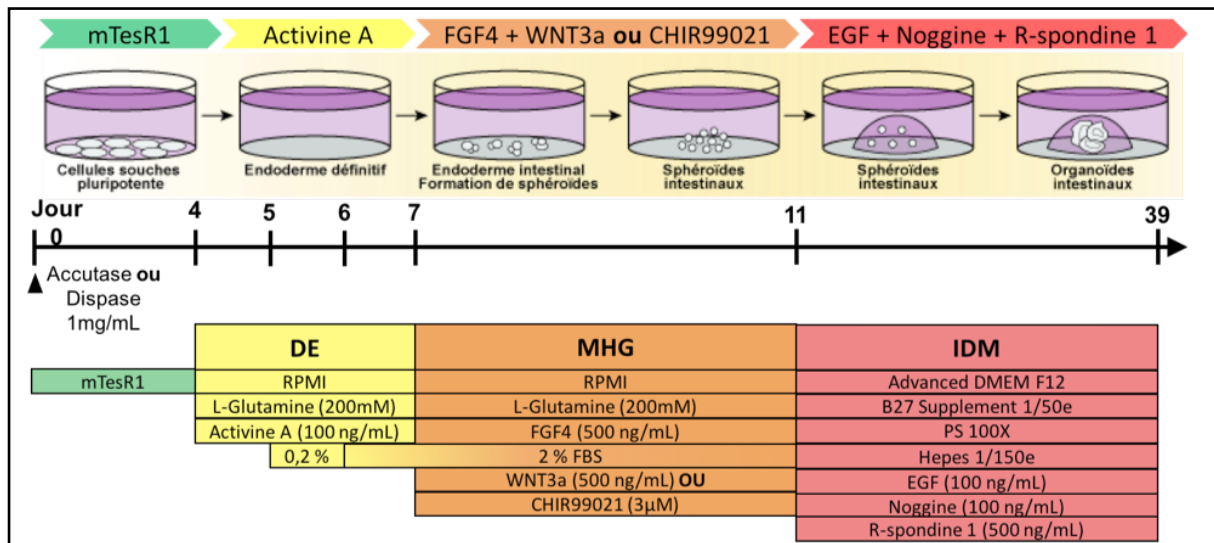 mTesR1
Activine A
FGF4 + WNT3a ou CHIR99021
EGF + Noggine + R-spondine 1
Cellules souches
pluripotente
Endoderme définitif
Endoderme intestinal
Formation de sphéroïdes
Sphéroïdes
intestinaux
Sphéroïdes
intestinaux
Organoïdes
intestinaux
Jour
0
4
5
6
7
11
39
Accutase ou
Dispase
1mg/mL
DE
MHG
IDM
mTesR1
RPMI
RPMI
Advanced DMEM F12
L-Glutamine (200mM)
L-Glutamine (200mM)
B27 Supplement 1/50e
Activine A (100 ng/mL)
FGF4 (500 ng/mL)
PS 100X
0,2 %
2 % FBS
Hepes 1/150e
WNT3a (500 ng/mL) OU
EGF (100 ng/mL)
CHIR99021 (3µM)
Noggine (100 ng/mL)
R-spondine 1 (500 ng/mL)